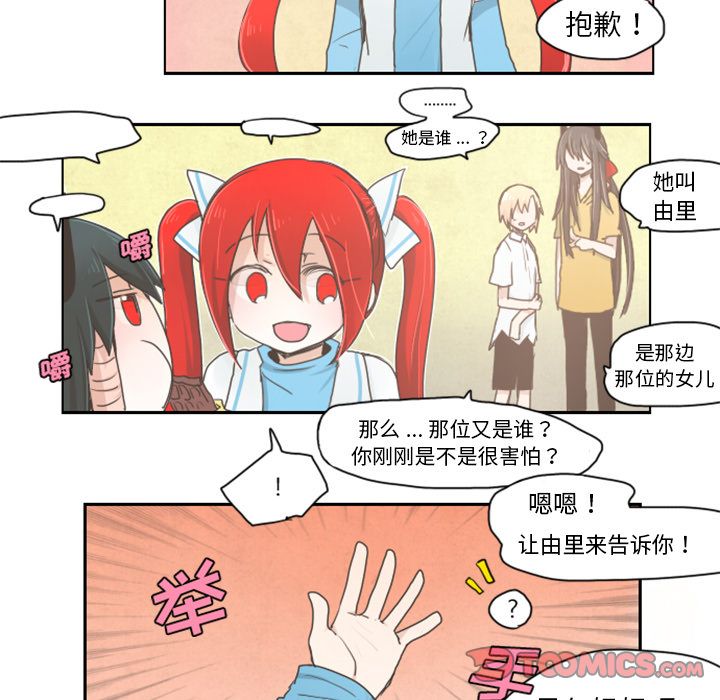 抱歉！
………
她是谁 ... ？
她叫
由里
嚼
嚼
是那边
那位的女儿
那么 ... 那位又是谁？
你刚刚是不是很害怕？
！
嗯嗯！
让由里来告诉你！
举
？
手
TOOMICS.COM